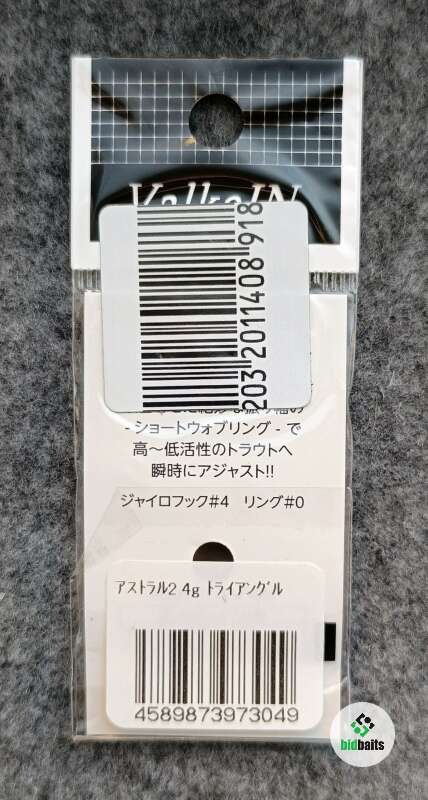 ValkeIN
203 2011408 918
- ショートウォブリング - で
高～低活性のトラウトへ
瞬時にアジャスト!!
ジャイロフック#4 リング#0
ｱｽﾄﾗﾙ2 4g ﾄﾗｲｱﾝｸﾞﾙ
4589873973049
bidbaits